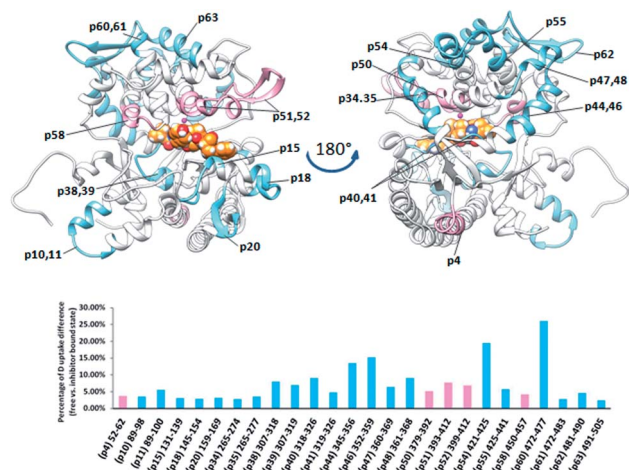 p60,61
p63
p58
p51,52
p15
p38,39
p18
p10,11
p20
180°
p55
p54
p62
p50
p47,48
p34.35
p44,46
p40,41
p4
Percentage of D uptake difference
(free vs. inhibitor bound state)
30.00%
25.00%
20.00%
15.00%
10.00%
5.00%
0.00%
(p4) 52-62
(p10) 89-98
(p11) 89-100
(p15) 131-139
(p18) 145-154
(p20) 159-169
(p34) 265-274
(p35) 265-277
(p38) 307-318
(p39) 307-319
(p40) 318-326
(p41) 319-326
(p44) 345-356
(p46) 352-359
(p47) 360-369
(p48) 361-368
(p50) 379-392
(p51) 393-412
(p52) 399-412
(p54) 421-425
(p55) 425-441
(p58) 450-457
(p60) 472-477
(p61) 472-483
(p62) 481-490
(p63) 491-505